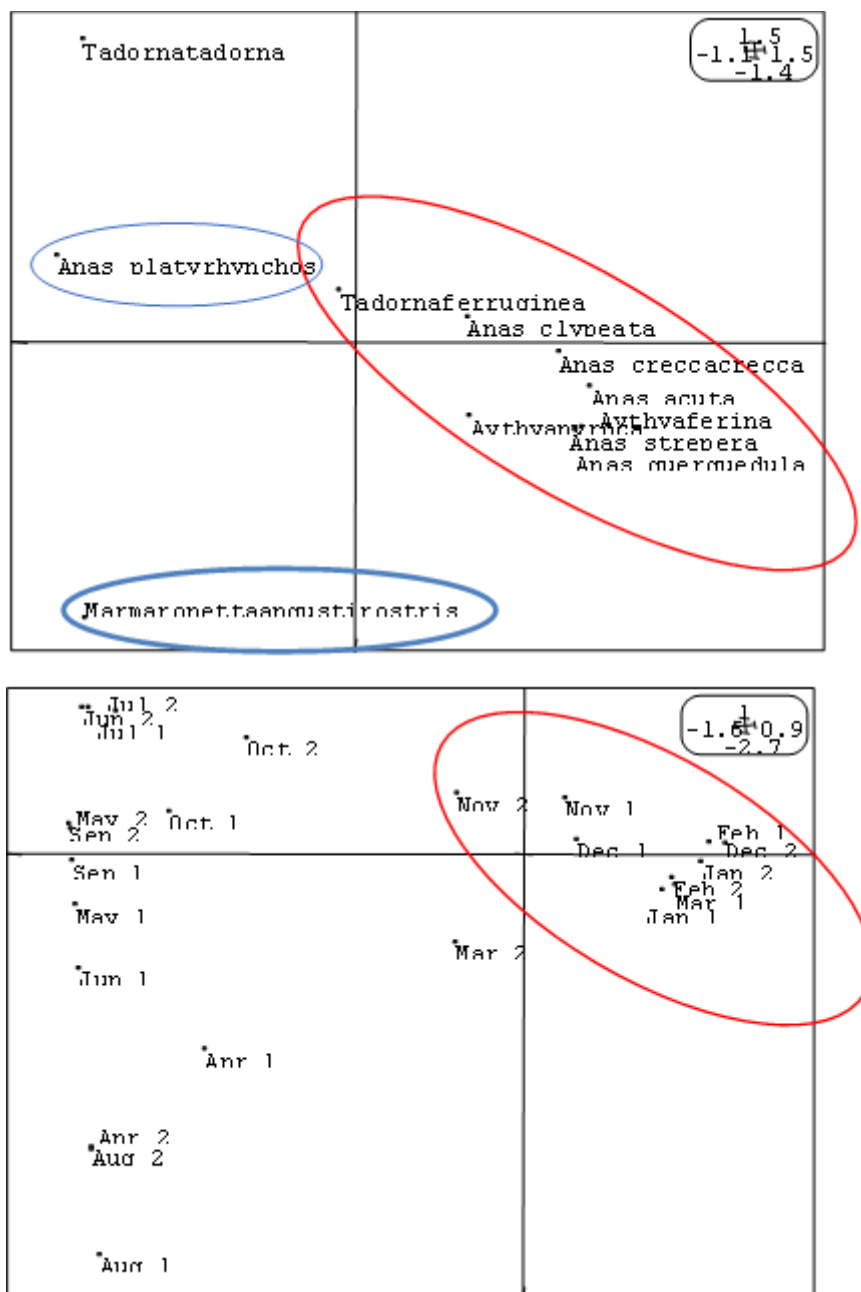 Tadornatadorna
1.5
-1.1 1.5
-1.4
Anas platyrhynchos
Tadornaferruginea
Anas clypeata
Anas creccacrecca
Anas acuta
Aythyaferina
Aythyanyroca
Anas strepera
Anas querquedula
Marmaronettaangustirostris
Jul 2
Jun 2
Jul 1
Oct 2
1
-1.6 0.9
-2.7
May 2
Oct 1
Sep 2
Nov 2
Nov 1
Feb 1
Dec 1
Dec 2
Sep 1
Jan 2
Feb 2
Mar 1
May 1
Jan 1
Mar 2
Jun 1
Apr 1
Apr 2
Aug 2
Aug 1